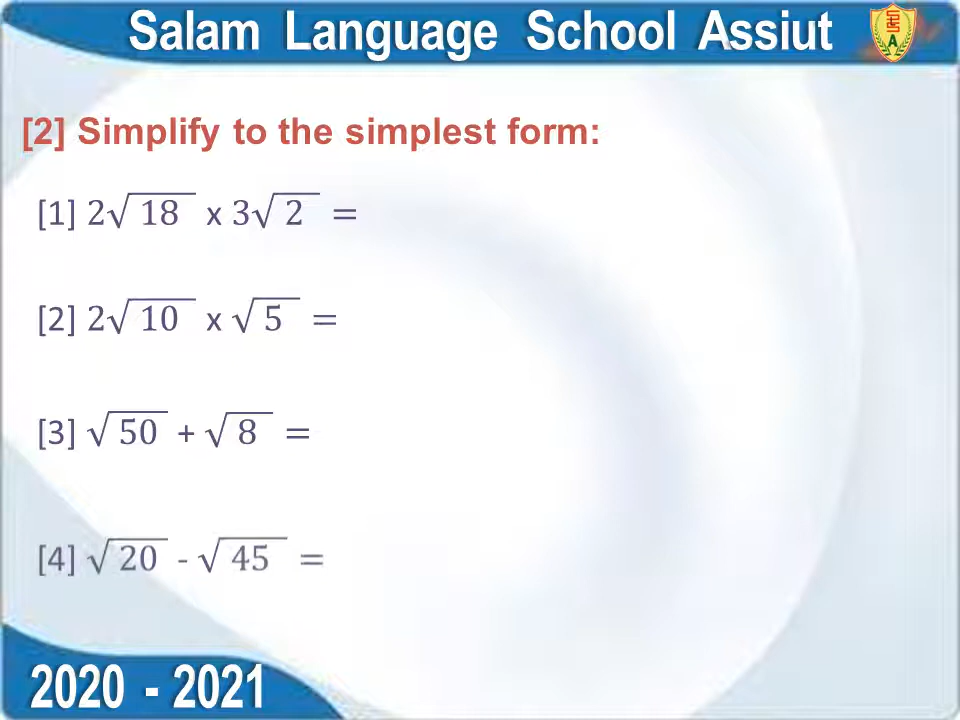 Salam Language School Assiut
[2] Simplify to the simplest form:
[1] 2√18 x 3√2 =
[2] 2√10 x √5 =
[3] √50 + √8 =
[4] √20 - √45 =
2020 - 2021